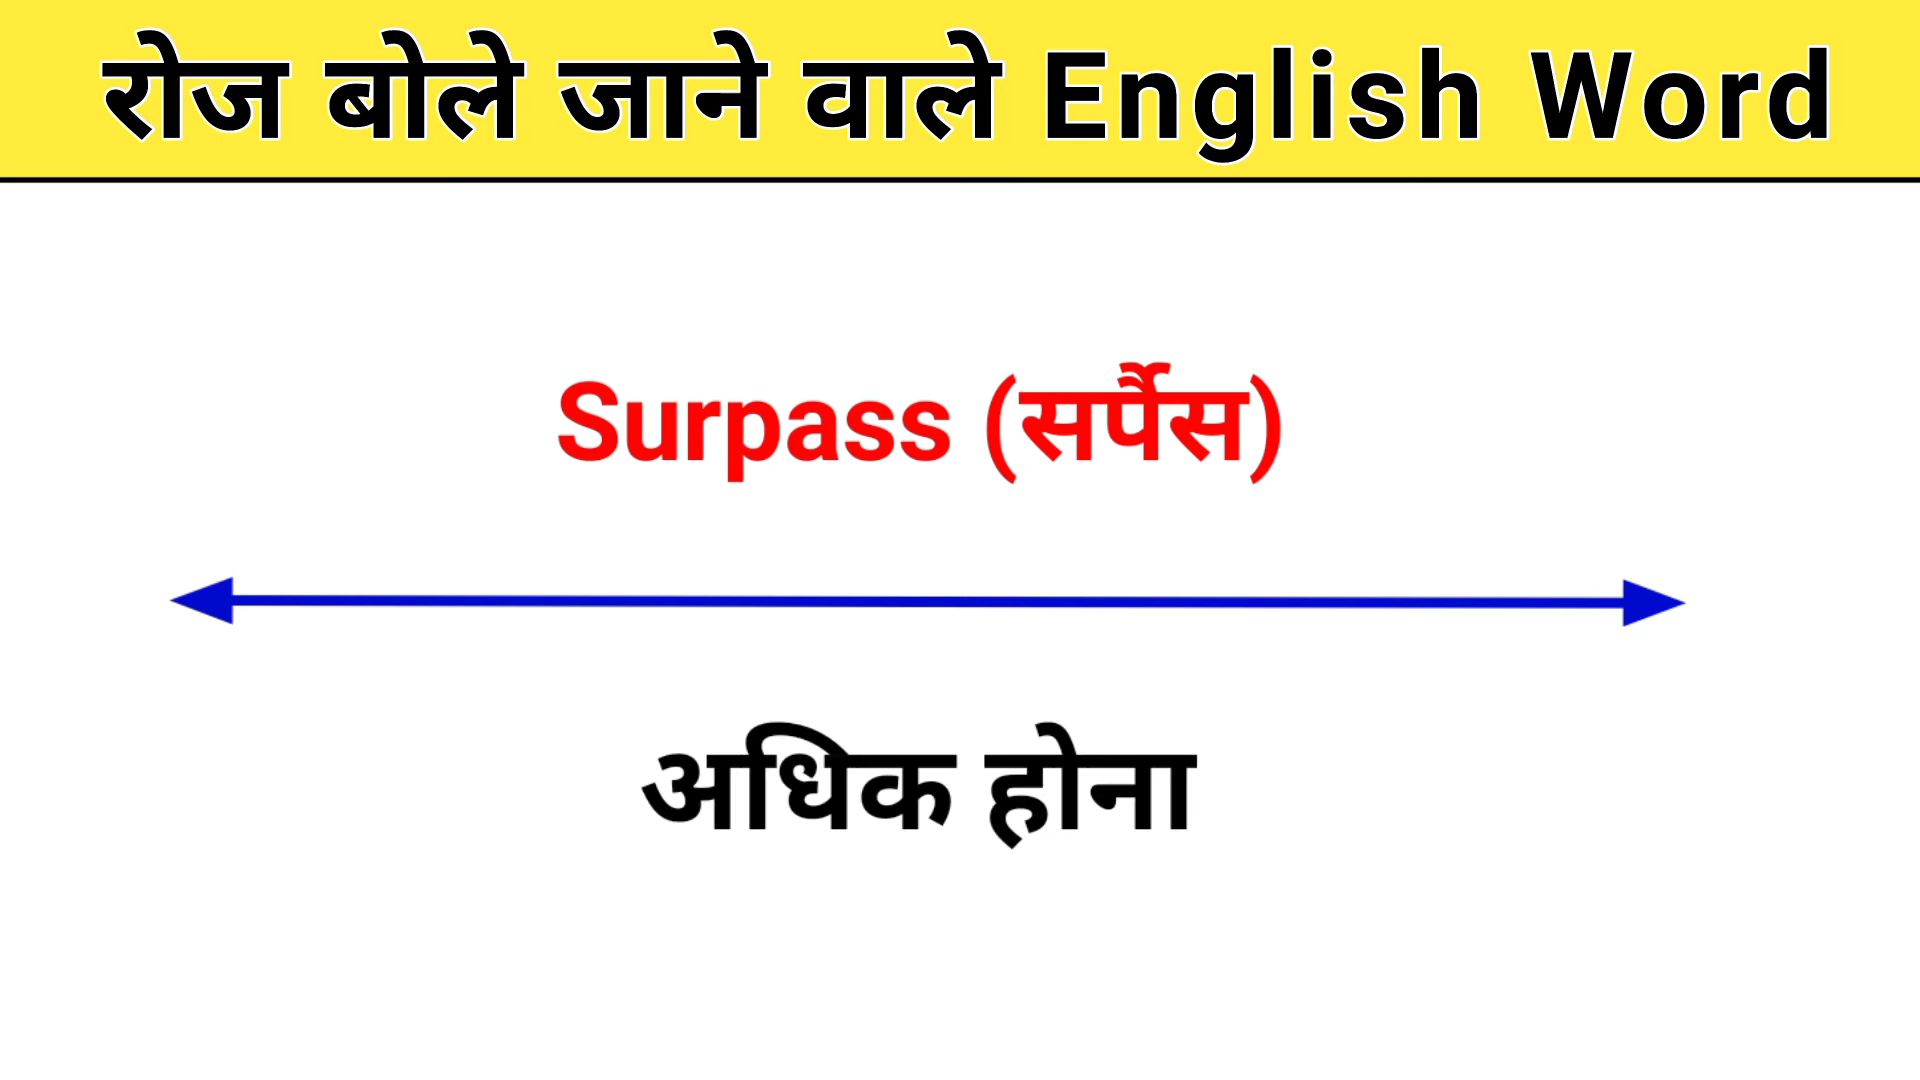 रोज बोले जाने वाले English Word
Surpass (सर्पैस)
अधिक होना